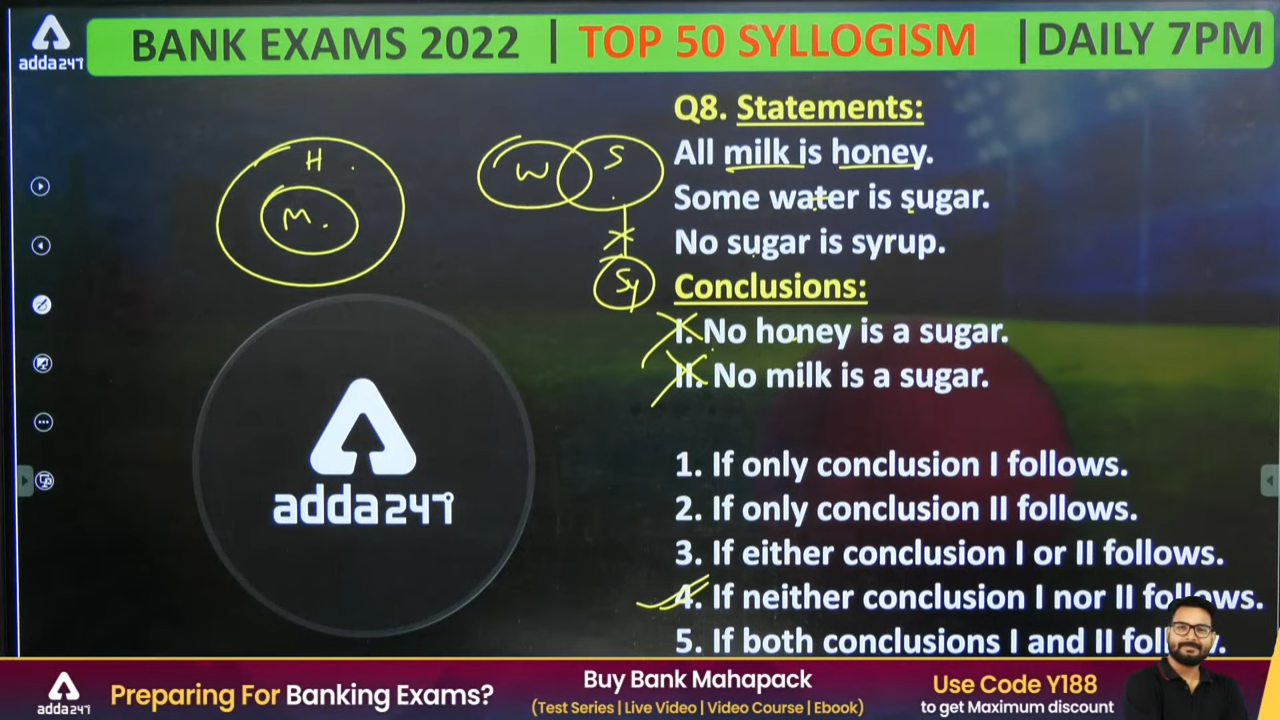 adda247
BANK EXAMS 2022 | TOP 50 SYLLOGISM | DAILY 7PM
Q8. Statements:
All milk is honey.
Some water is sugar.
No sugar is syrup.
Conclusions:
I. No honey is a sugar.
II. No milk is a sugar.
1. If only conclusion I follows.
2. If only conclusion II follows.
3. If either conclusion I or II follows.
4. If neither conclusion I nor II follows.
5. If both conclusions I and II follow.
H
M
W
S
Sy
adda247
adda247
Preparing For Banking Exams?
Buy Bank Mahapack
(Test Series | Live Video | Video Course | Ebook)
Use Code Y188
to get Maximum discount